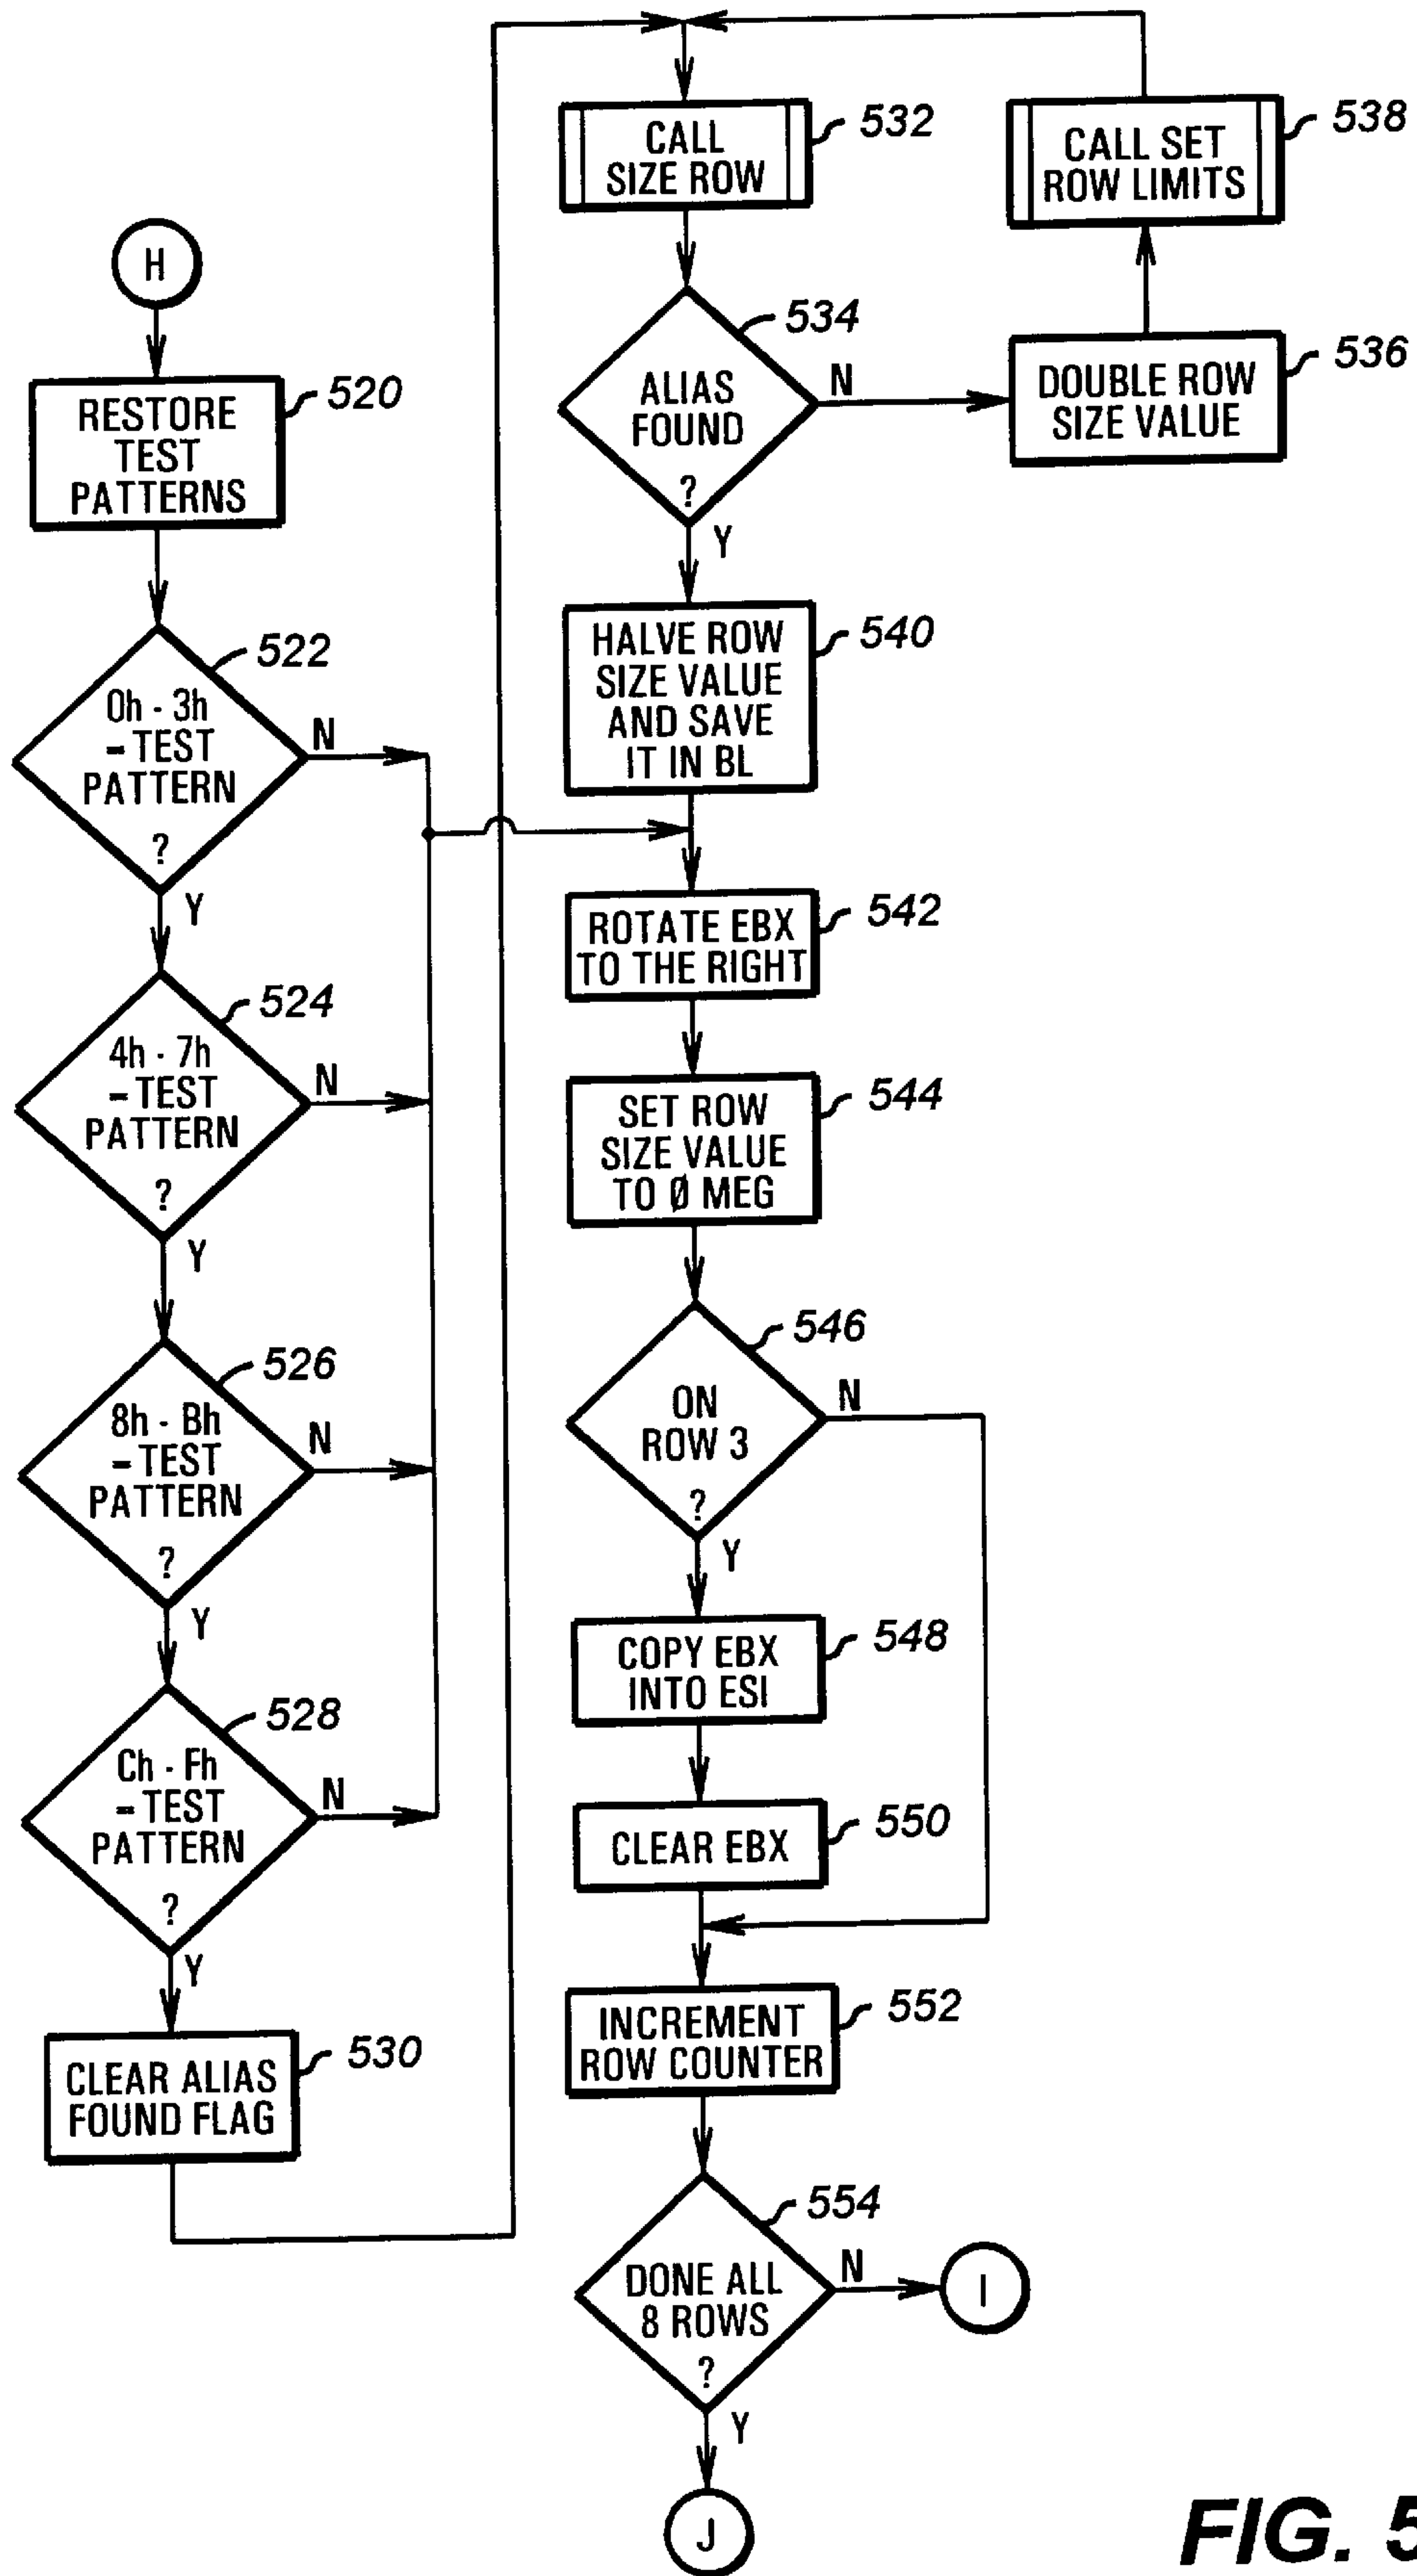 H
RESTORE
TEST
PATTERNS
520
0h - 3h
= TEST
PATTERN
?
522
N
Y
4h - 7h
= TEST
PATTERN
?
524
N
Y
8h - Bh
= TEST
PATTERN
?
526
N
Y
Ch - Fh
= TEST
PATTERN
?
528
N
Y
CLEAR ALIAS
FOUND FLAG
530
CALL
SIZE ROW
532
ALIAS
FOUND
?
534
N
Y
DOUBLE ROW
SIZE VALUE
536
CALL SET
ROW LIMITS
538
HALVE ROW
SIZE VALUE
AND SAVE
IT IN BL
540
ROTATE EBX
TO THE RIGHT
542
SET ROW
SIZE VALUE
TO Ø MEG
544
ON
ROW 3
?
546
N
Y
COPY EBX
INTO ESI
548
CLEAR EBX
550
INCREMENT
ROW COUNTER
552
DONE ALL
8 ROWS
?
554
N
I
Y
J
FIG. 5